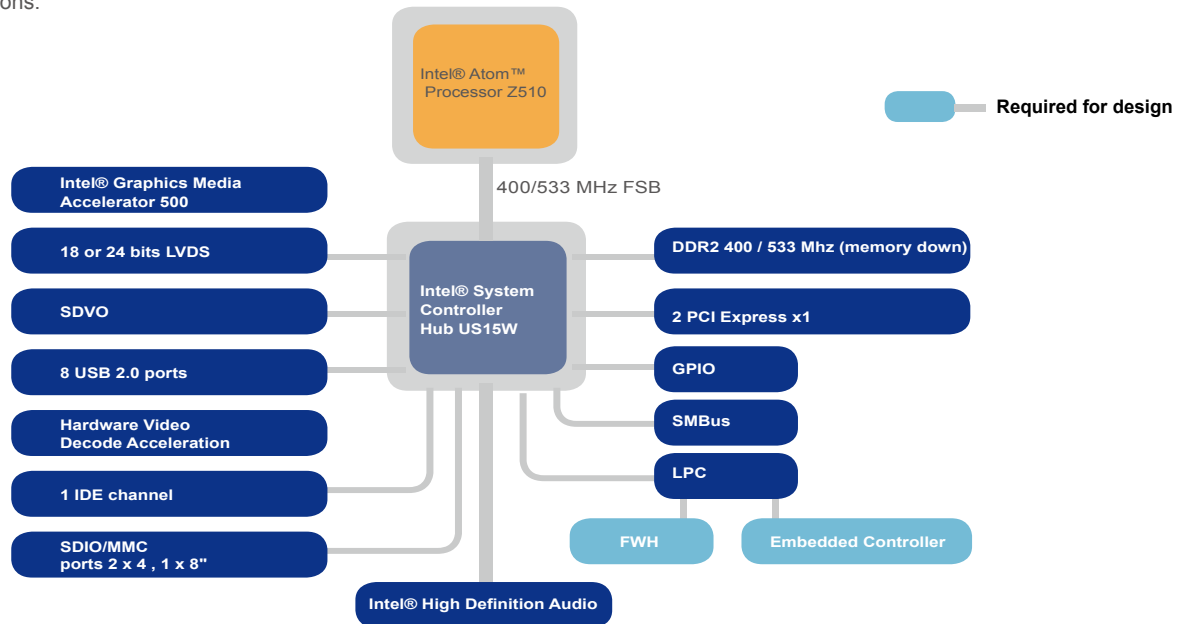 ons.
Intel® Atom™
Processor Z510
Required for design
400/533 MHz FSB
Intel® Graphics Media
Accelerator 500
18 or 24 bits LVDS
SDVO
8 USB 2.0 ports
Hardware Video
Decode Acceleration
1 IDE channel
SDIO/MMC
ports 2 x 4 , 1 x 8"
Intel® System
Controller
Hub US15W
DDR2 400 / 533 Mhz (memory down)
2 PCI Express x1
GPIO
SMBus
LPC
FWH
Embedded Controller
Intel® High Definition Audio